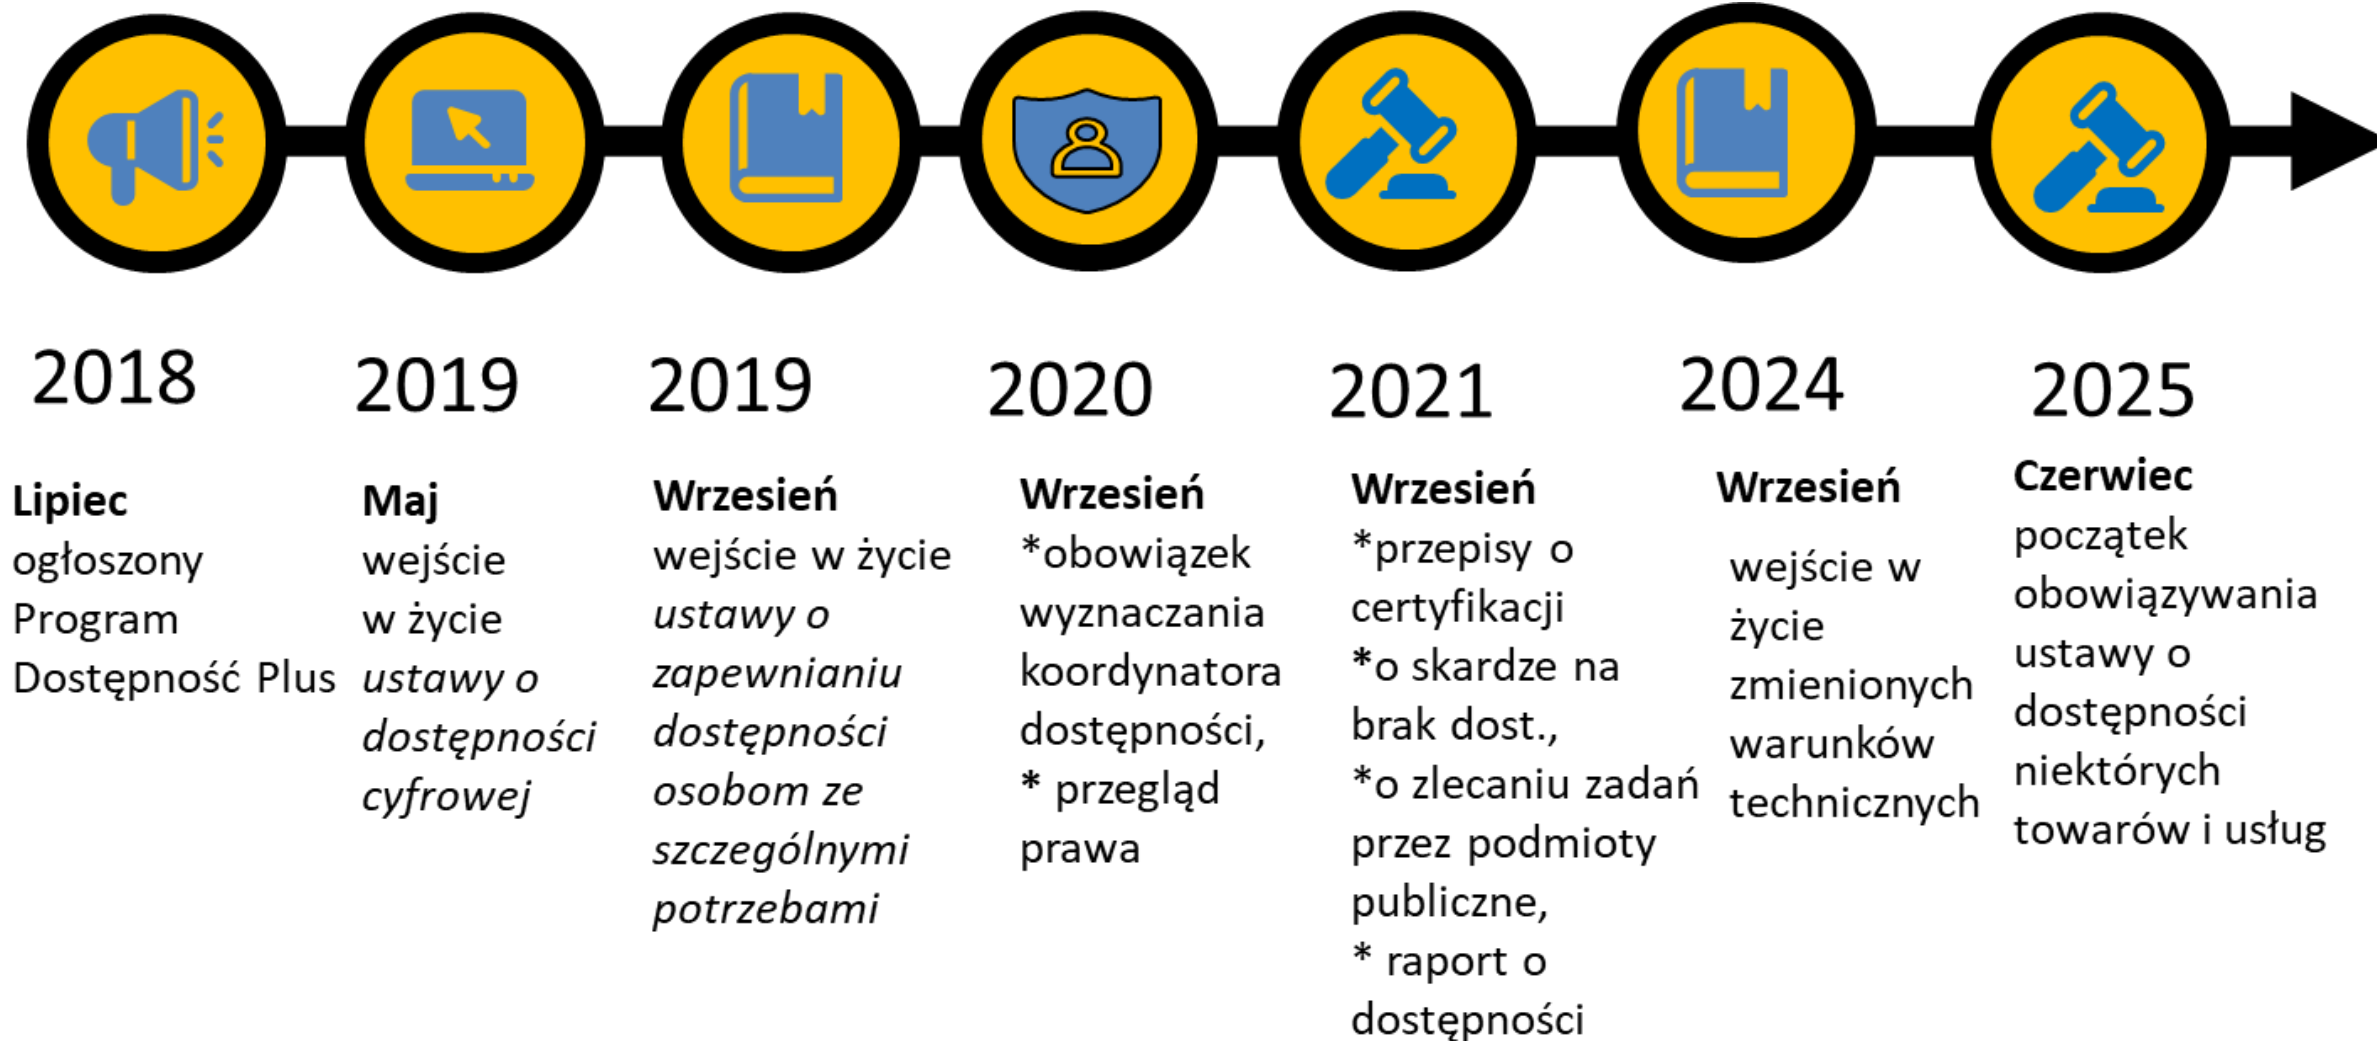 2018
Lipiec
ogłoszony
Program
Dostępność Plus
2019
Maj
wejście
w życie
ustawy o
dostępności
cyfrowej
2019
Wrzesień
wejście w życie
ustawy o
zapewnianiu
dostępności
osobom ze
szczególnymi
potrzebami
2020
Wrzesień
*obowiązek
wyznaczania
koordynatora
dostępności,
* przegląd
prawa
2021
Wrzesień
*przepisy o
certyfikacji
*o skardze na
brak dost.,
*o zlecaniu zadań
przez podmioty
publiczne,
* raport o
dostępności
2024
Wrzesień
wejście w
życie
zmienionych
warunków
technicznych
2025
Czerwiec
początek
obowiązywania
ustawy o
dostępności
niektórych
towarów i usług